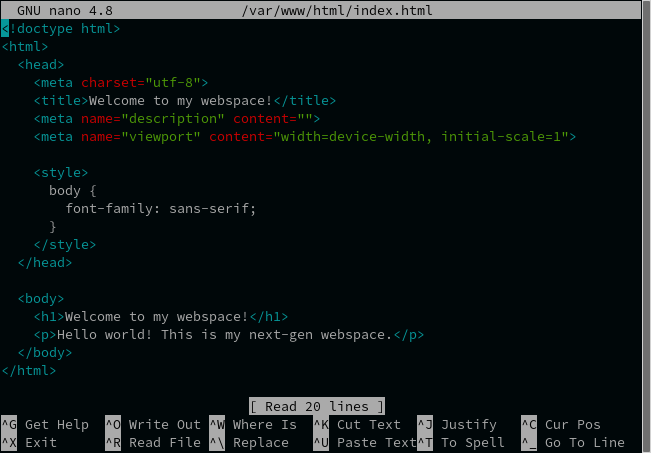 GNU nano 4.8 /var/www/html/index.html
<!doctype html>
<html>
  <head>
    <meta charset="utf-8">
    <title>Welcome to my webspace!</title>
    <meta name="description" content="">
    <meta name="viewport" content="width=device-width, initial-scale=1">

    <style>
      body {
        font-family: sans-serif;
      }
    </style>
  </head>

  <body>
    <h1>Welcome to my webspace!</h1>
    <p>Hello world! This is my next-gen webspace.</p>
  </body>
</html>
[ Read 20 lines ]
^G Get Help ^O Write Out ^W Where Is ^K Cut Text ^J Justify ^C Cur Pos
^X Exit ^R Read File ^\ Replace ^U Paste Text ^T To Spell ^_ Go To Line